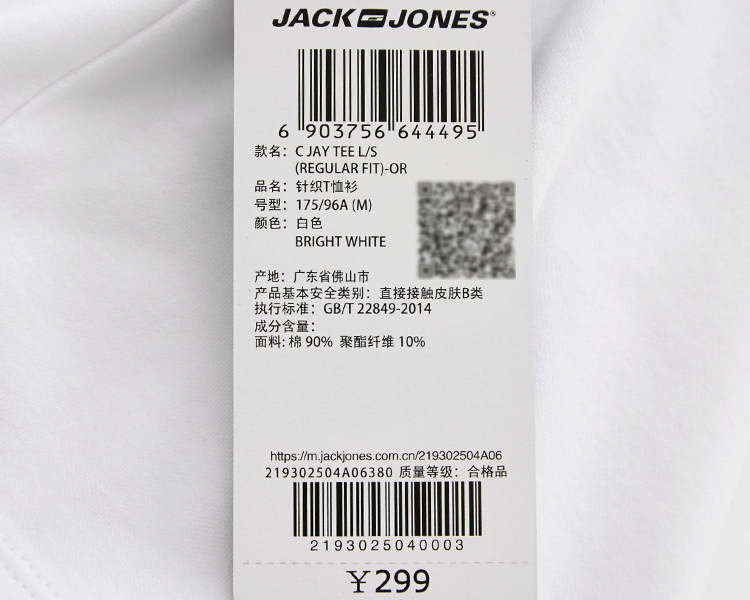 JACK JONES®
6 903756 644495
款名：C JAY TEE L/S
(REGULAR FIT)-OR
品名：针织T恤衫
号型：175/96A (M)
颜色：白色
BRIGHT WHITE
产地：广东省佛山市
产品基本安全类别：直接接触皮肤B类
执行标准：GB/T 22849-2014
成分含量：
面料: 棉 90% 聚酯纤维 10%
https://m.jackjones.com.cn/219302504A06
219302504A06380 质量等级：合格品
2193025040003
￥299